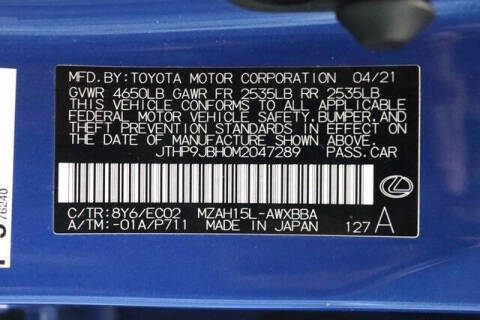 MFD. BY: TOYOTA MOTOR CORPORATION 04/21
GVWR 4650LB GAWR FR 2535LB RR 2535LB
THIS VEHICLE CONFORMS TO ALL APPLICABLE
FEDERAL MOTOR VEHICLE SAFETY, BUMPER, AND
THEFT PREVENTION STANDARDS IN EFFECT ON
THE DATE OF MANUFACTURE SHOWN ABOVE.
JTHP9JBH0M2047289 PASS.CAR
C/TR:8Y6/EC02 MZAH15L-AWXBBA
A/TM:-01A/P711 MADE IN JAPAN 127 A
76240